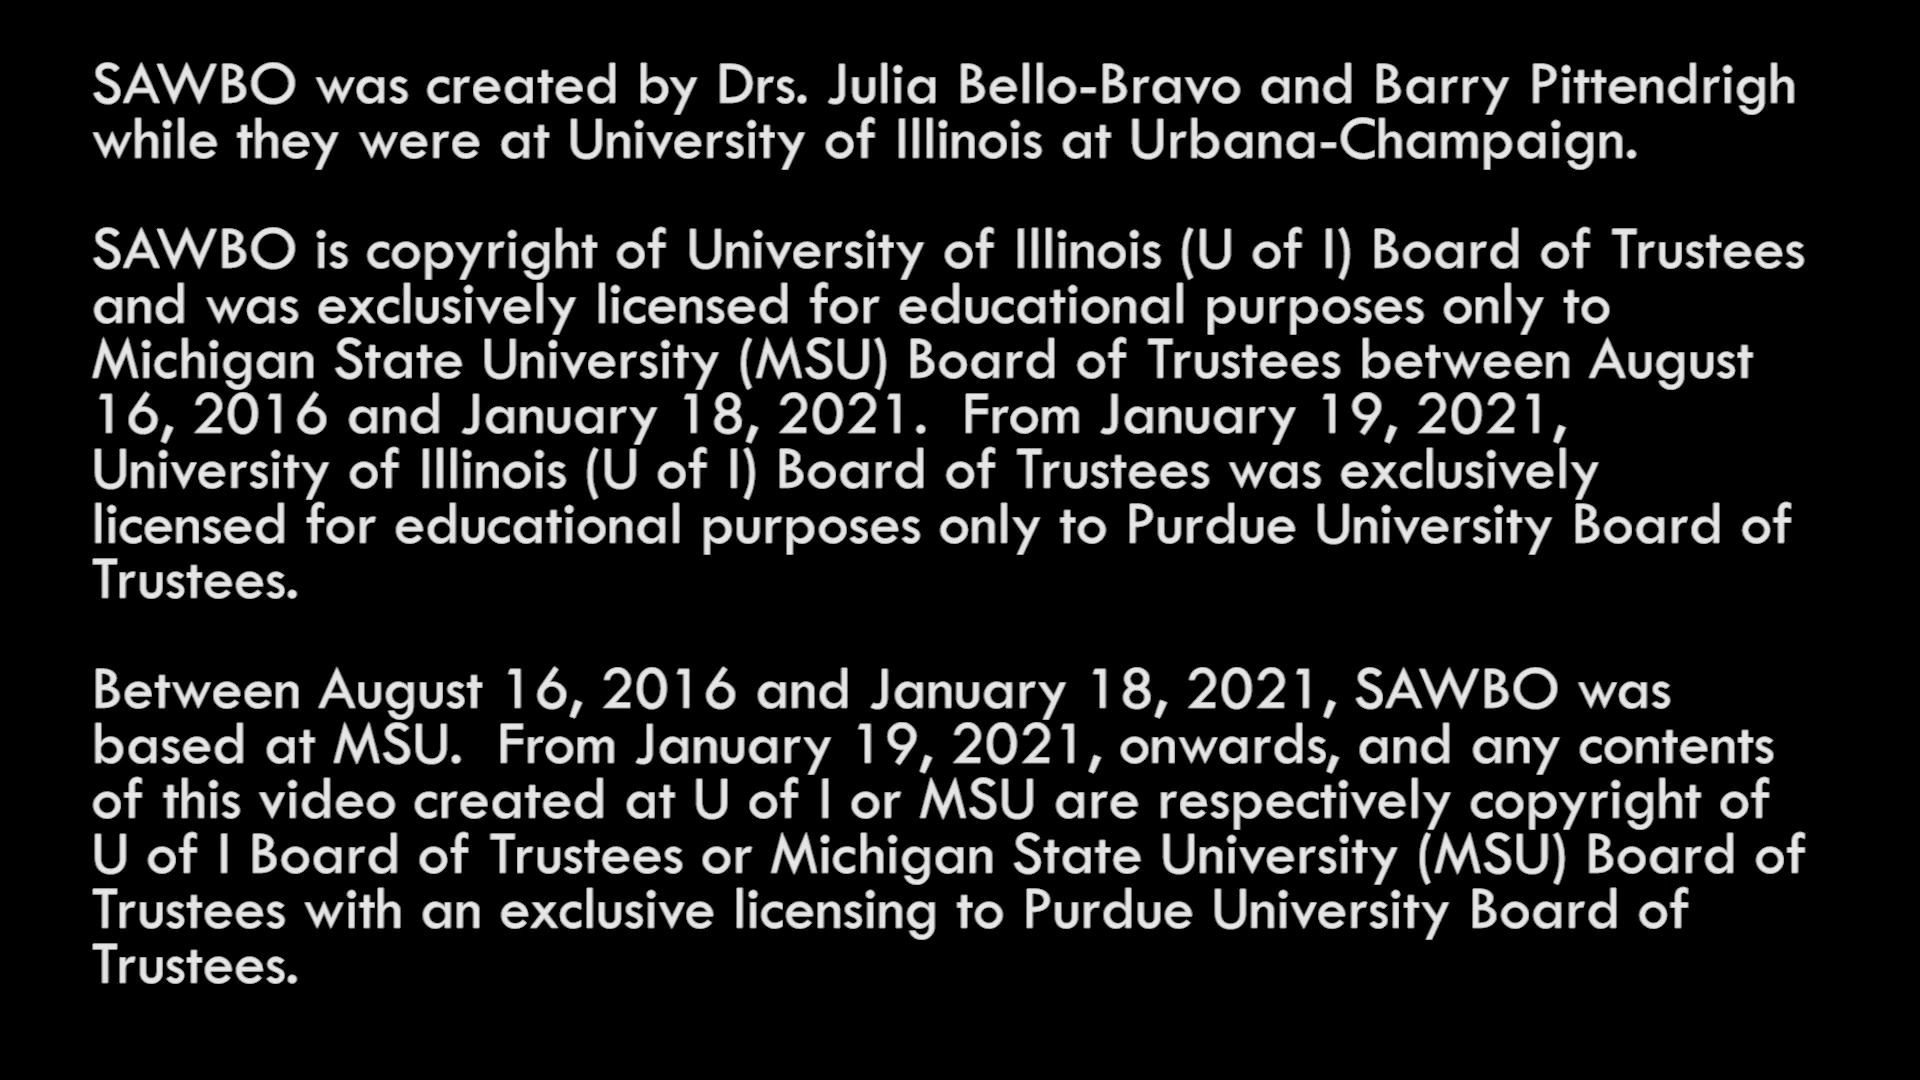 SAWBO was created by Drs. Julia Bello-Bravo and Barry Pittendrigh
while they were at University of Illinois at Urbana-Champaign.
SAWBO is copyright of University of Illinois (U of I) Board of Trustees
and was exclusively licensed for educational purposes only to
Michigan State University (MSU) Board of Trustees between August
16, 2016 and January 18, 2021.  From January 19, 2021,
University of Illinois (U of I) Board of Trustees was exclusively
licensed for educational purposes only to Purdue University Board of
Trustees.
Between August 16, 2016 and January 18, 2021, SAWBO was
based at MSU.  From January 19, 2021, onwards, and any contents
of this video created at U of I or MSU are respectively copyright of
U of I Board of Trustees or Michigan State University (MSU) Board of
Trustees with an exclusive licensing to Purdue University Board of
Trustees.